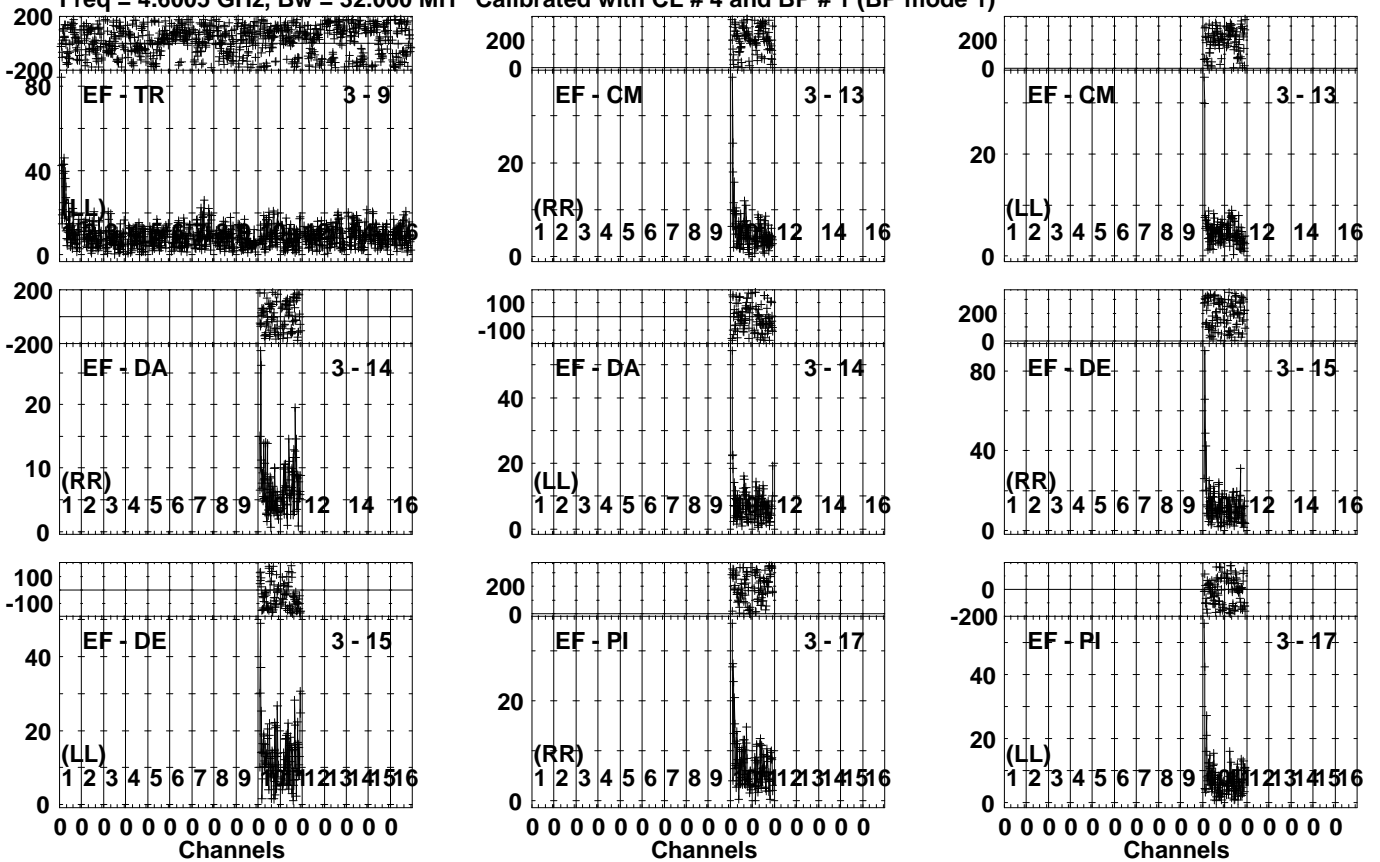 Freq = 4.6005 GHz, Bw = 32.000 MH Calibrated with CL # 4 and BP # 1 (BP mode 1)
200
-200
80
40
0
EF - TR 3 - 9
(LL)
200
0
20
0
EF - CM 3 - 13
(RR)
1 2 3 4 5 6 7 8 9 12 14 16
200
0
20
0
EF - CM 3 - 13
(LL)
1 2 3 4 5 6 7 8 9 12 14 16
200
-200
20
10
0
EF - DA 3 - 14
(RR)
1 2 3 4 5 6 7 8 9 12 14 16
100
-100
40
20
0
EF - DA 3 - 14
(LL)
1 2 3 4 5 6 7 8 9 12 14 16
200
0
80
40
0
EF - DE 3 - 15
(RR)
1 2 3 4 5 6 7 8 9 12 14 16
100
-100
40
20
0
EF - DE 3 - 15
(LL)
1 2 3 4 5 6 7 8 9 12 13 14 15 16
200
0
20
0
EF - PI 3 - 17
(RR)
1 2 3 4 5 6 7 8 9 12 13 14 15 16
0
-200
40
20
0
EF - PI 3 - 17
(LL)
1 2 3 4 5 6 7 8 9 12 13 14 15 16
0 0 0 0 0 0 0 0 0 0 0 0 0 0 0 0
Channels
0 0 0 0 0 0 0 0 0 0 0 0 0 0 0 0
Channels
0 0 0 0 0 0 0 0 0 0 0 0 0 0 0 0
Channels